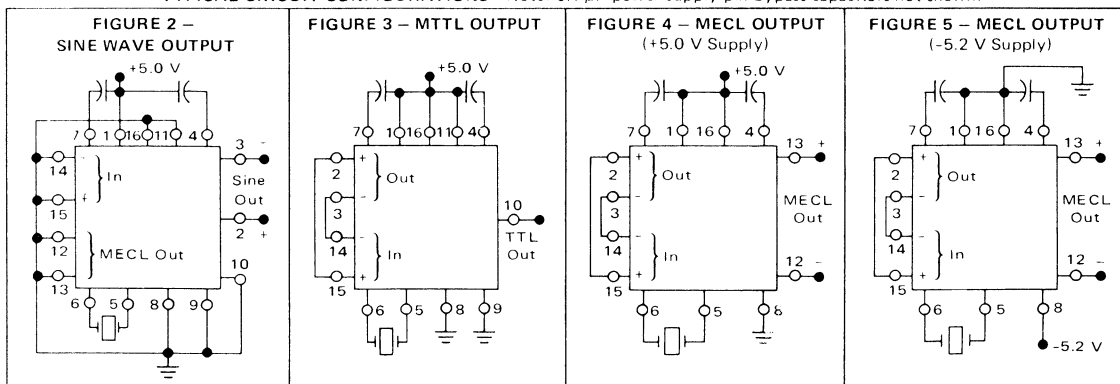 FIGURE 2 –
SINE WAVE OUTPUT
+5.0 V
7 1 16 11 4
14 - In
15 +
12 MECL Out
13
3 -
Sine
Out
2 +
10
6 5 8 9
FIGURE 3 – MTTL OUTPUT
+5.0 V
7 1 16 11 4
2 + Out
3 -
14 - In
15 +
10
TTL
Out
6 5 8 9
FIGURE 4 – MECL OUTPUT
(+5.0 V Supply)
+5.0 V
7 1 16 4
2 + Out
3 -
14 - In
15 +
13 +
MECL
Out
12 -
6 5 8
FIGURE 5 – MECL OUTPUT
(-5.2 V Supply)
7 1 16 4
2 + Out
3 -
14 - In
15 +
13 +
MECL
Out
12 -
6 5 8
-5.2 V